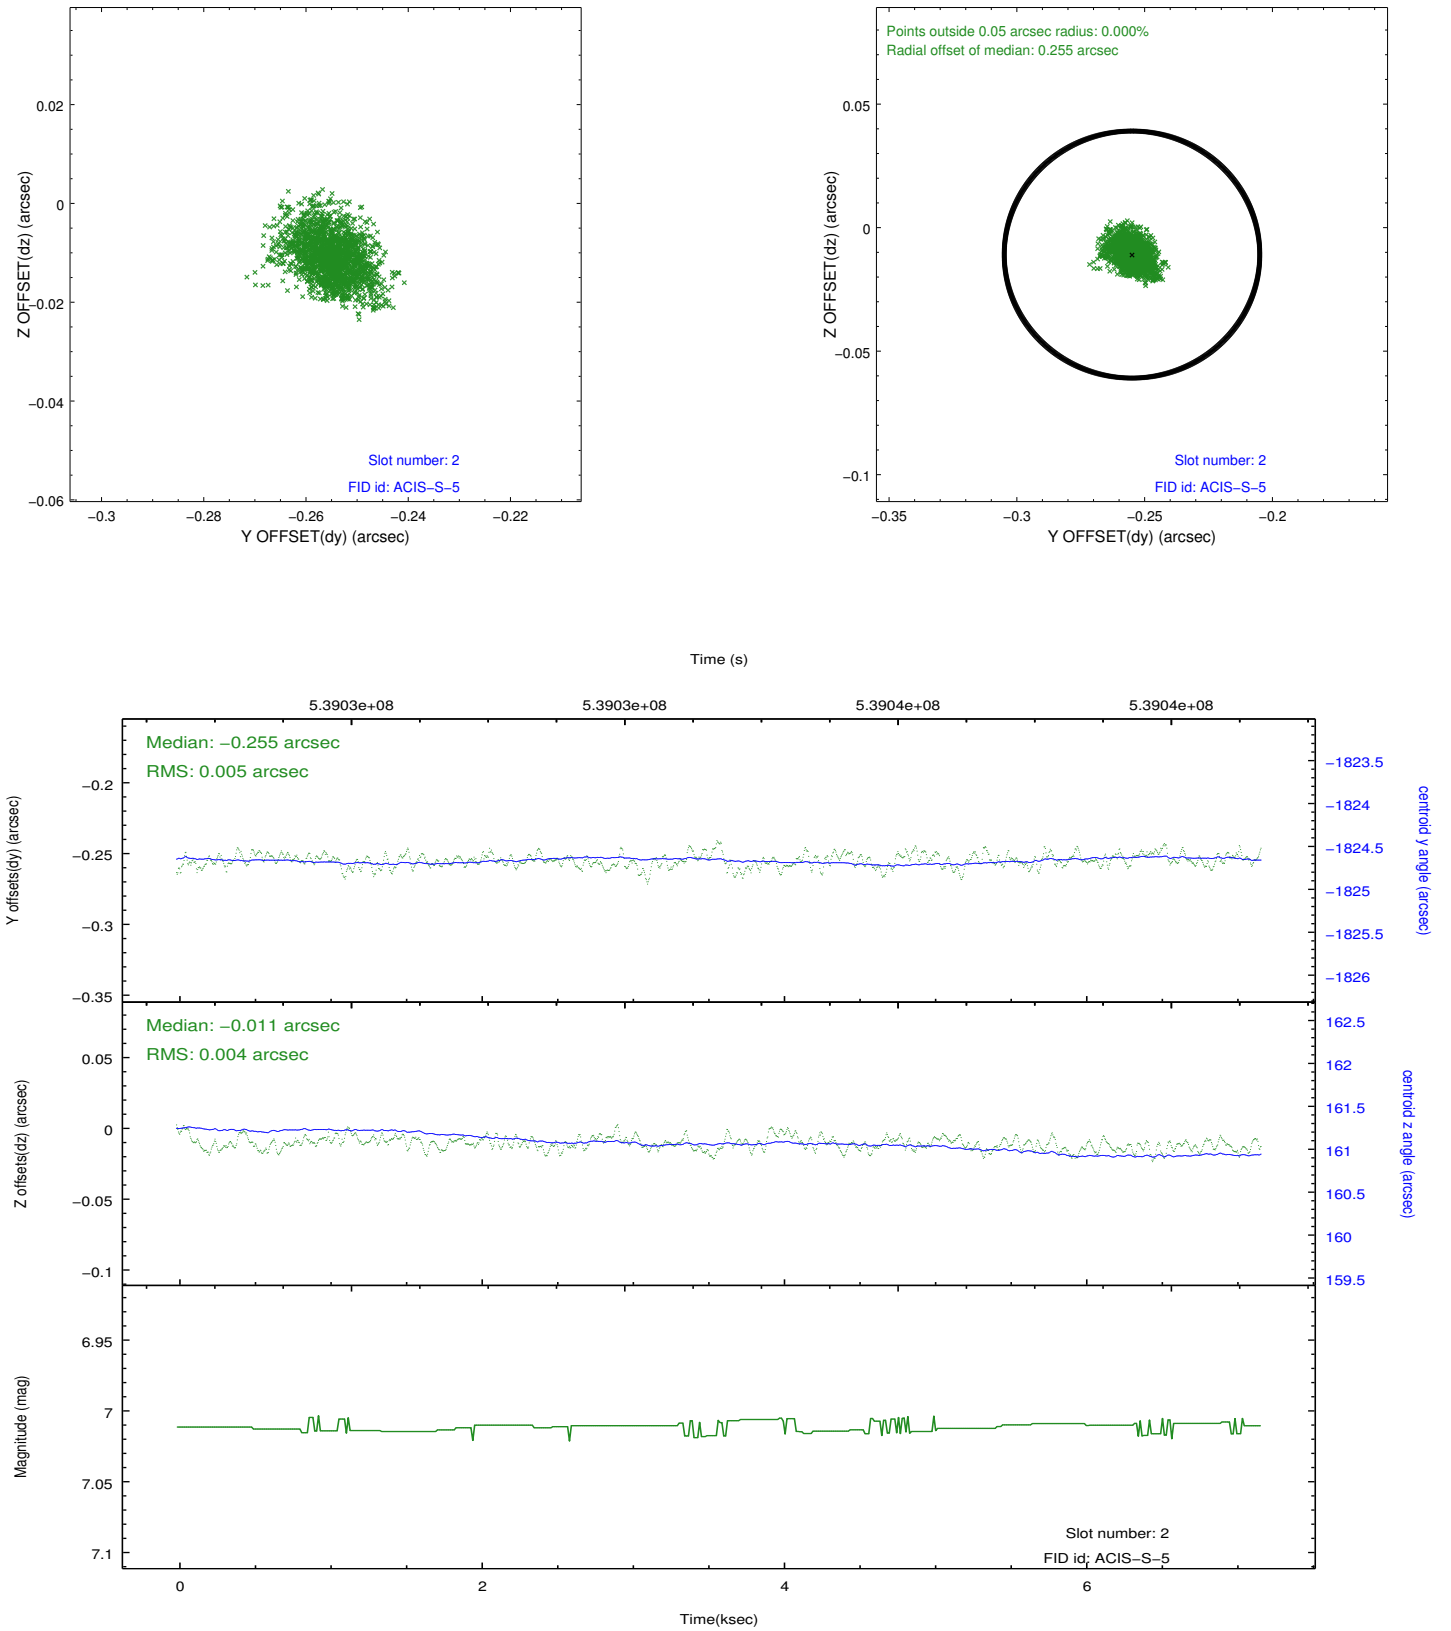 0.02
0
−0.02
−0.04
−0.06
Z OFFSET(dz) (arcsec)
−0.3
−0.28
−0.26
−0.24
−0.22
Y OFFSET(dy) (arcsec)
Slot number: 2
FID id: ACIS−S−5
Points outside 0.05 arcsec radius: 0.000%
Radial offset of median: 0.255 arcsec
0.05
0
−0.05
−0.1
Z OFFSET(dz) (arcsec)
−0.35
−0.3
−0.25
−0.2
Y OFFSET(dy) (arcsec)
Slot number: 2
FID id: ACIS−S−5
Time (s)
5.3903e+08
5.3903e+08
5.3904e+08
5.3904e+08
Median: −0.255 arcsec
RMS: 0.005 arcsec
−0.2
−0.25
−0.3
−0.35
Y offsets(dy) (arcsec)
−1823.5
−1824
−1824.5
−1825
−1825.5
−1826
centroid y angle (arcsec)
Median: −0.011 arcsec
RMS: 0.004 arcsec
0.05
0
−0.05
−0.1
Z offsets(dz) (arcsec)
162.5
162
161.5
161
160.5
160
159.5
centroid z angle (arcsec)
6.95
7
7.05
7.1
Magnitude (mag)
Slot number: 2
FID id: ACIS−S−5
0
2
4
6
Time(ksec)